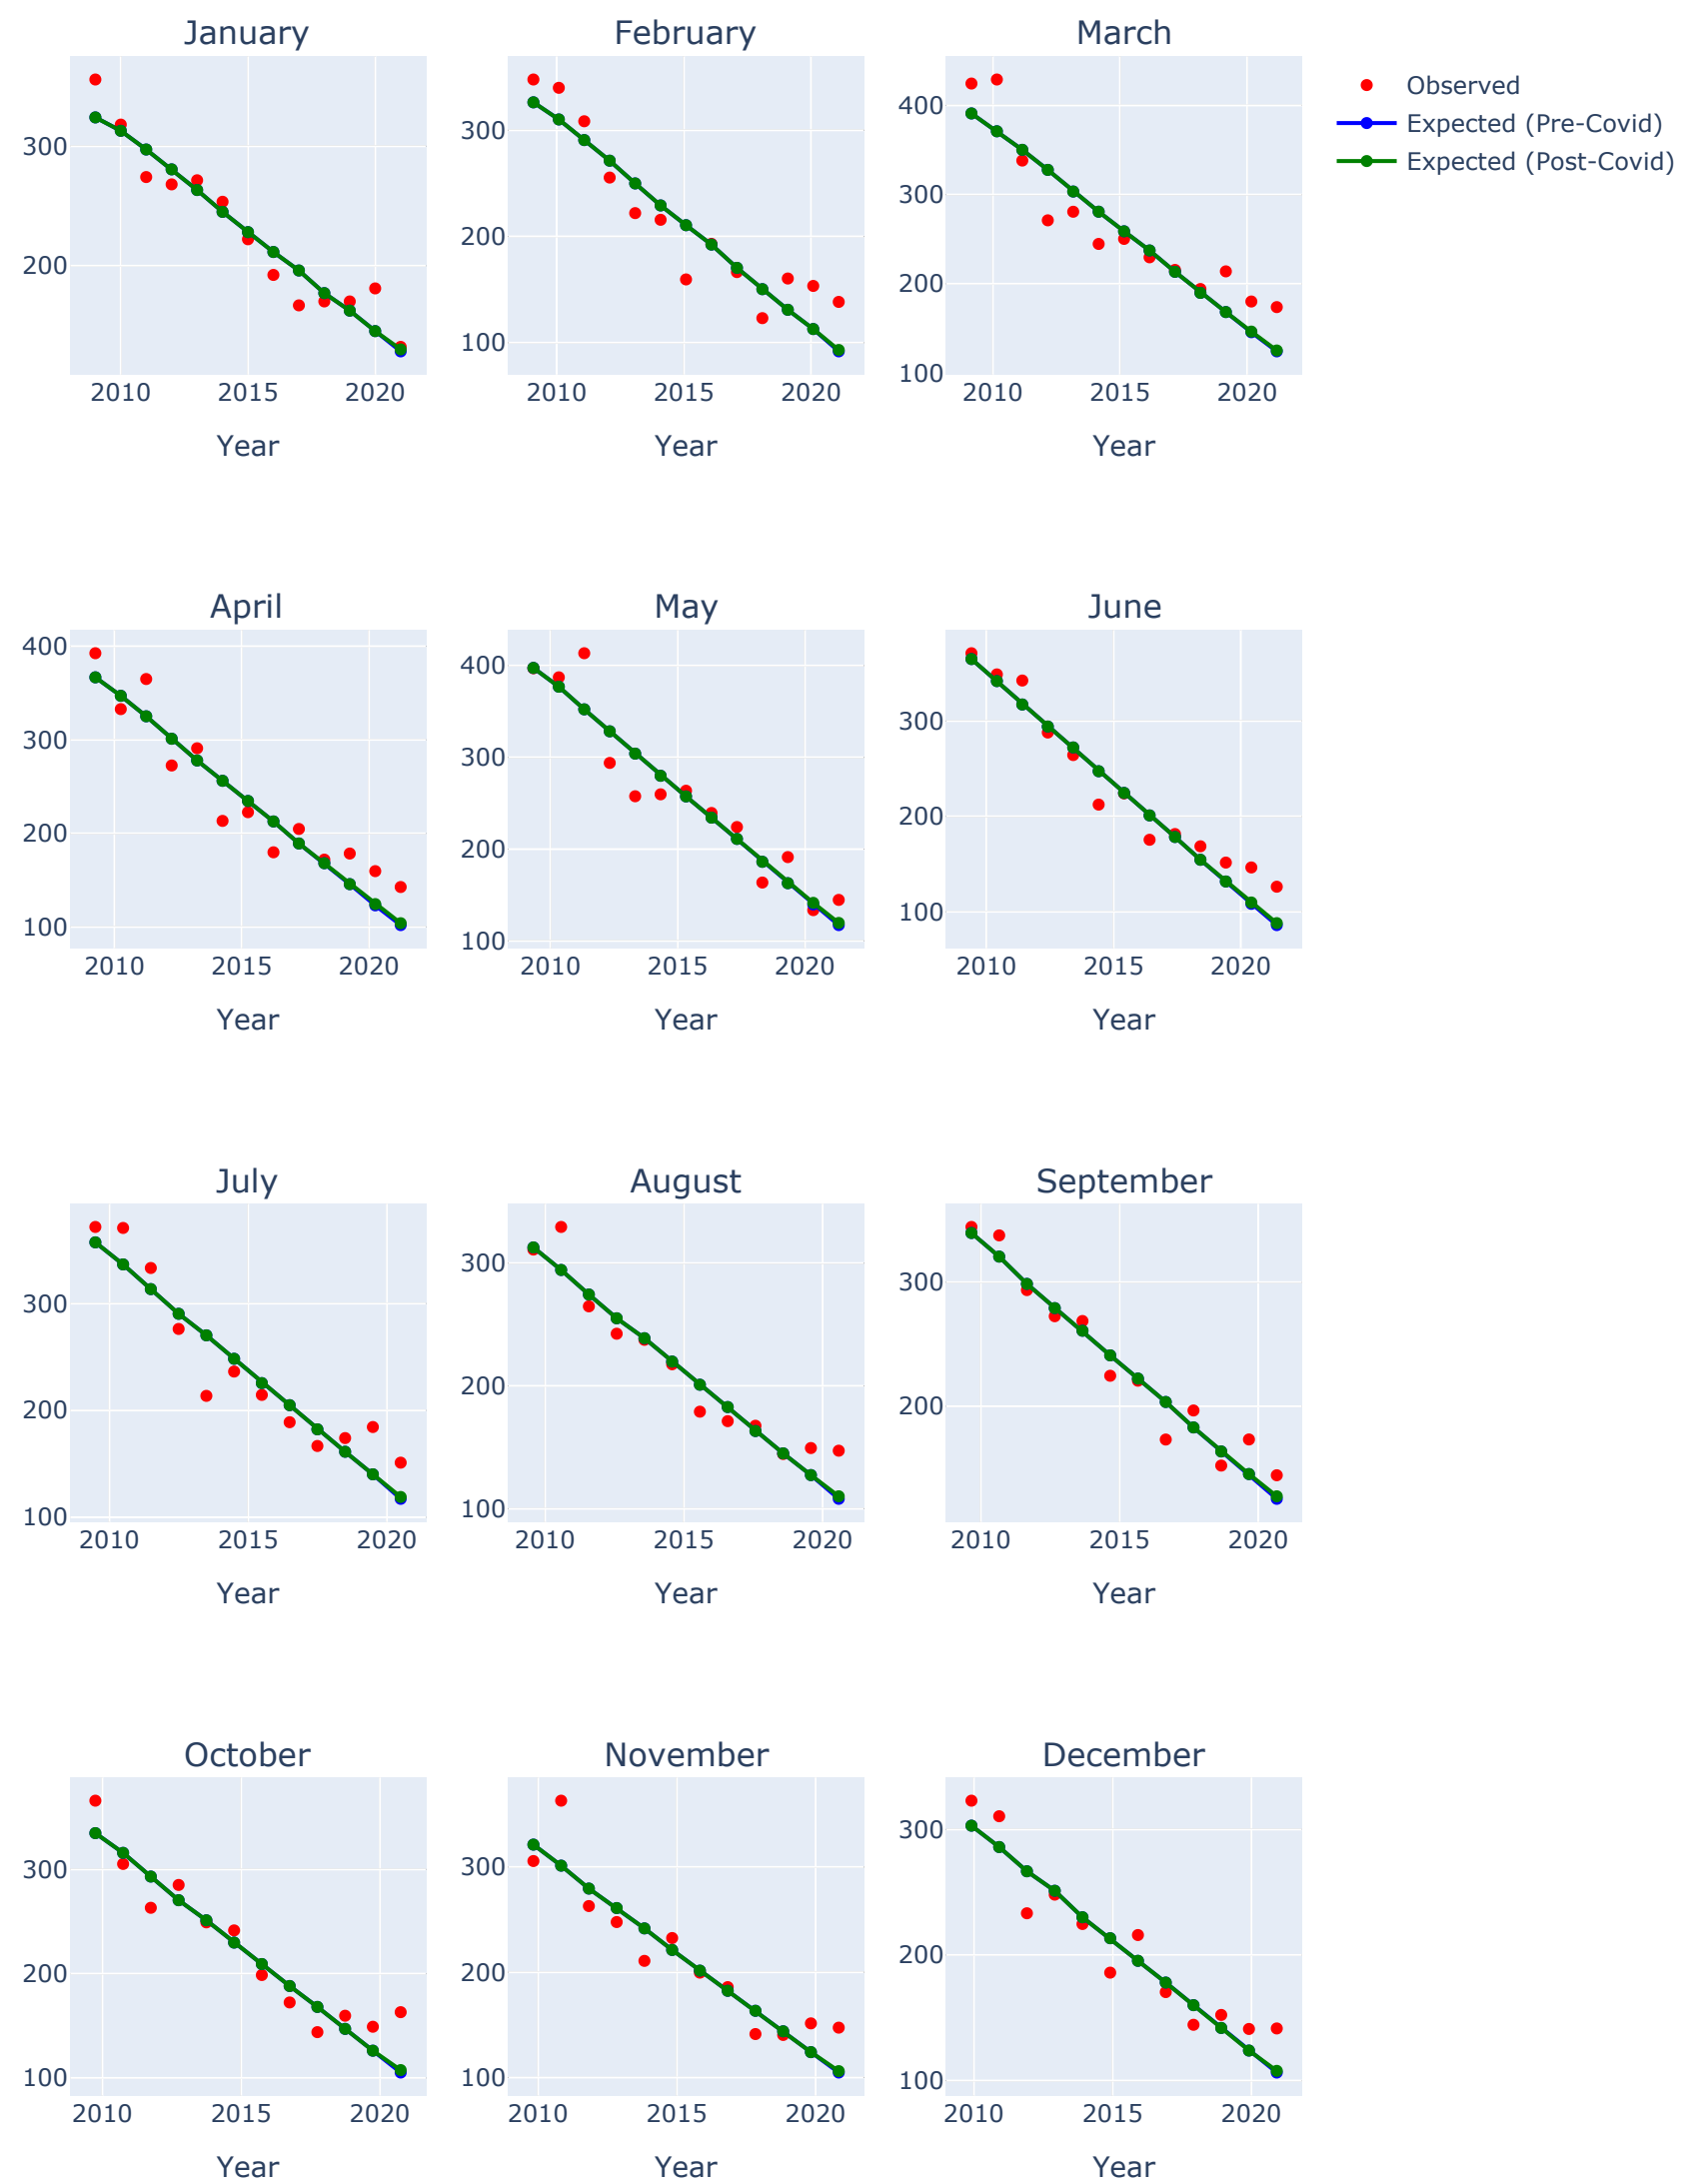 January February March
Observed
Expected (Pre-Covid)
Expected (Post-Covid)
300
200
300
200
100
400
300
200
100
2010 2015 2020 2010 2015 2020 2010 2015 2020
Year Year Year
April May June
400
300
200
100
400
300
200
100
300
200
100
2010 2015 2020 2010 2015 2020 2010 2015 2020
Year Year Year
July August September
300
200
100
300
200
100
300
200
2010 2015 2020 2010 2015 2020 2010 2015 2020
Year Year Year
October November December
300
200
100
300
200
100
300
200
100
2010 2015 2020 2010 2015 2020 2010 2015 2020
Year Year Year